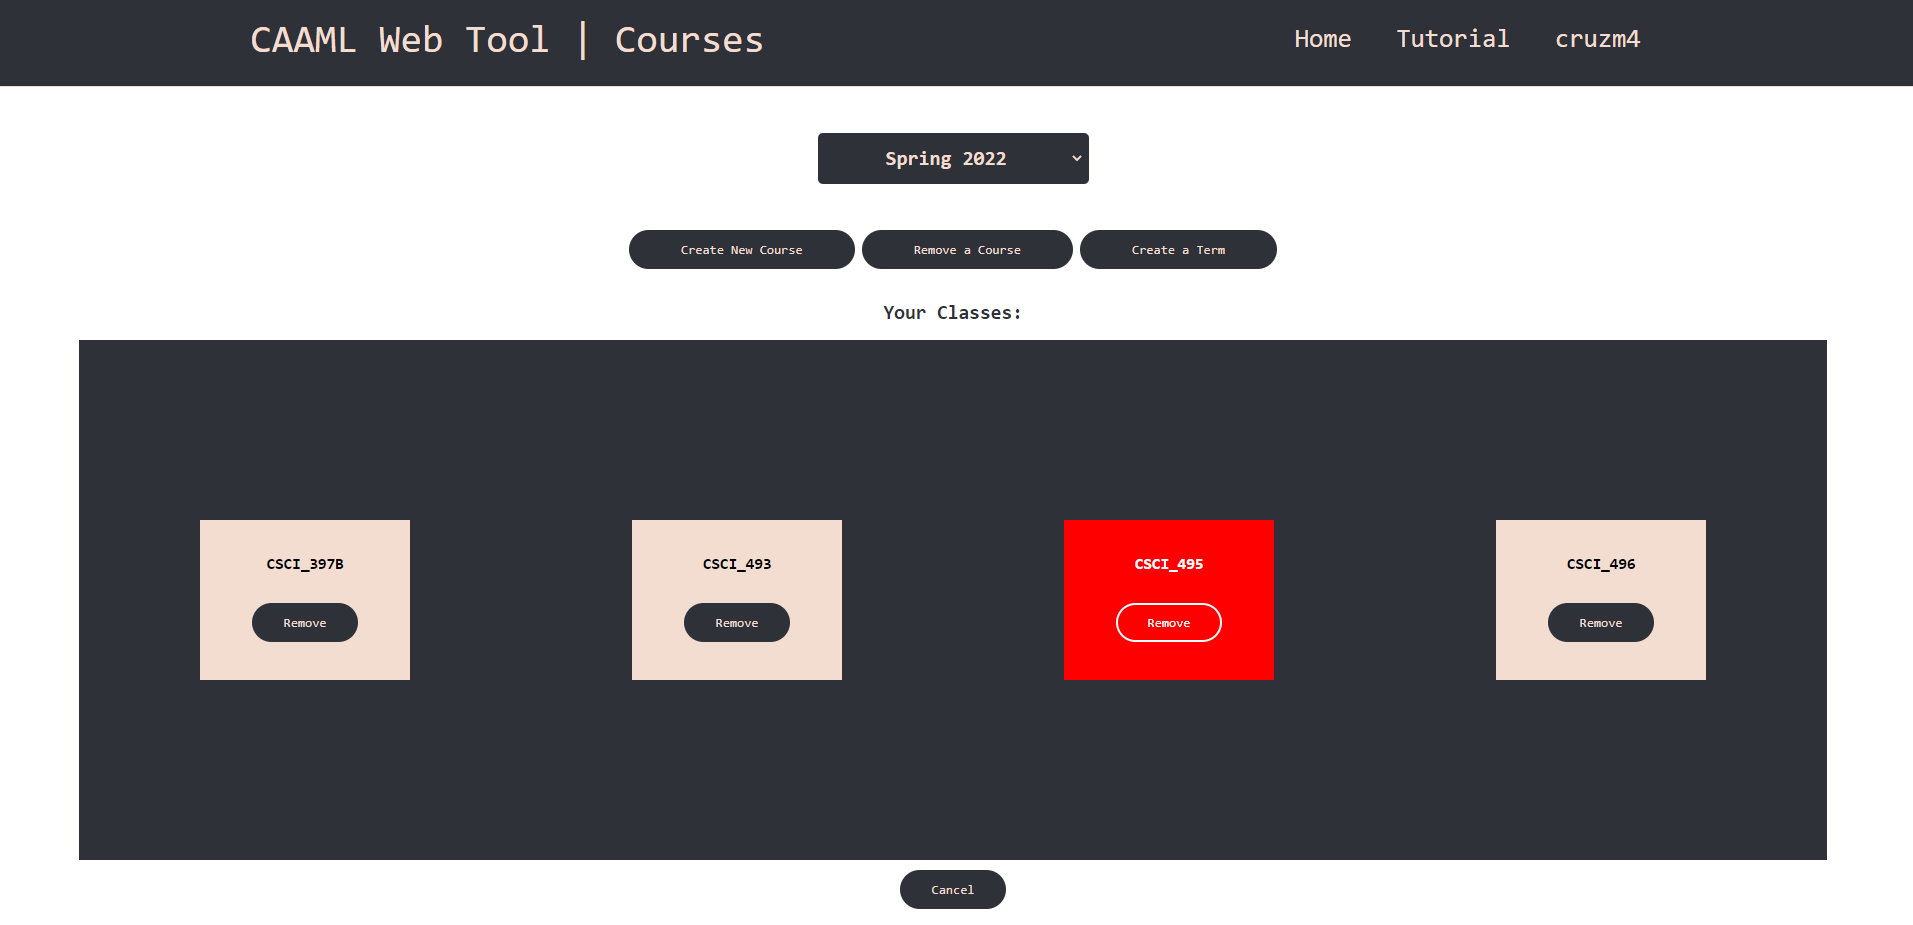 CAAML Web Tool | Courses
Home Tutorial cruzm4
Spring 2022
Create New Course Remove a Course Create a Term
Your Classes:
CSCI_397B CSCI_493 CSCI_495 CSCI_496
Remove Remove Remove Remove
Cancel